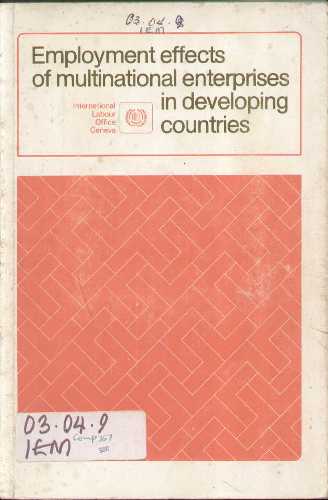 03.04.9
IEM
Employment effects
of multinational enterprises
in developing
countries
International
Labour
Office
Geneva
03.04.9
IEM